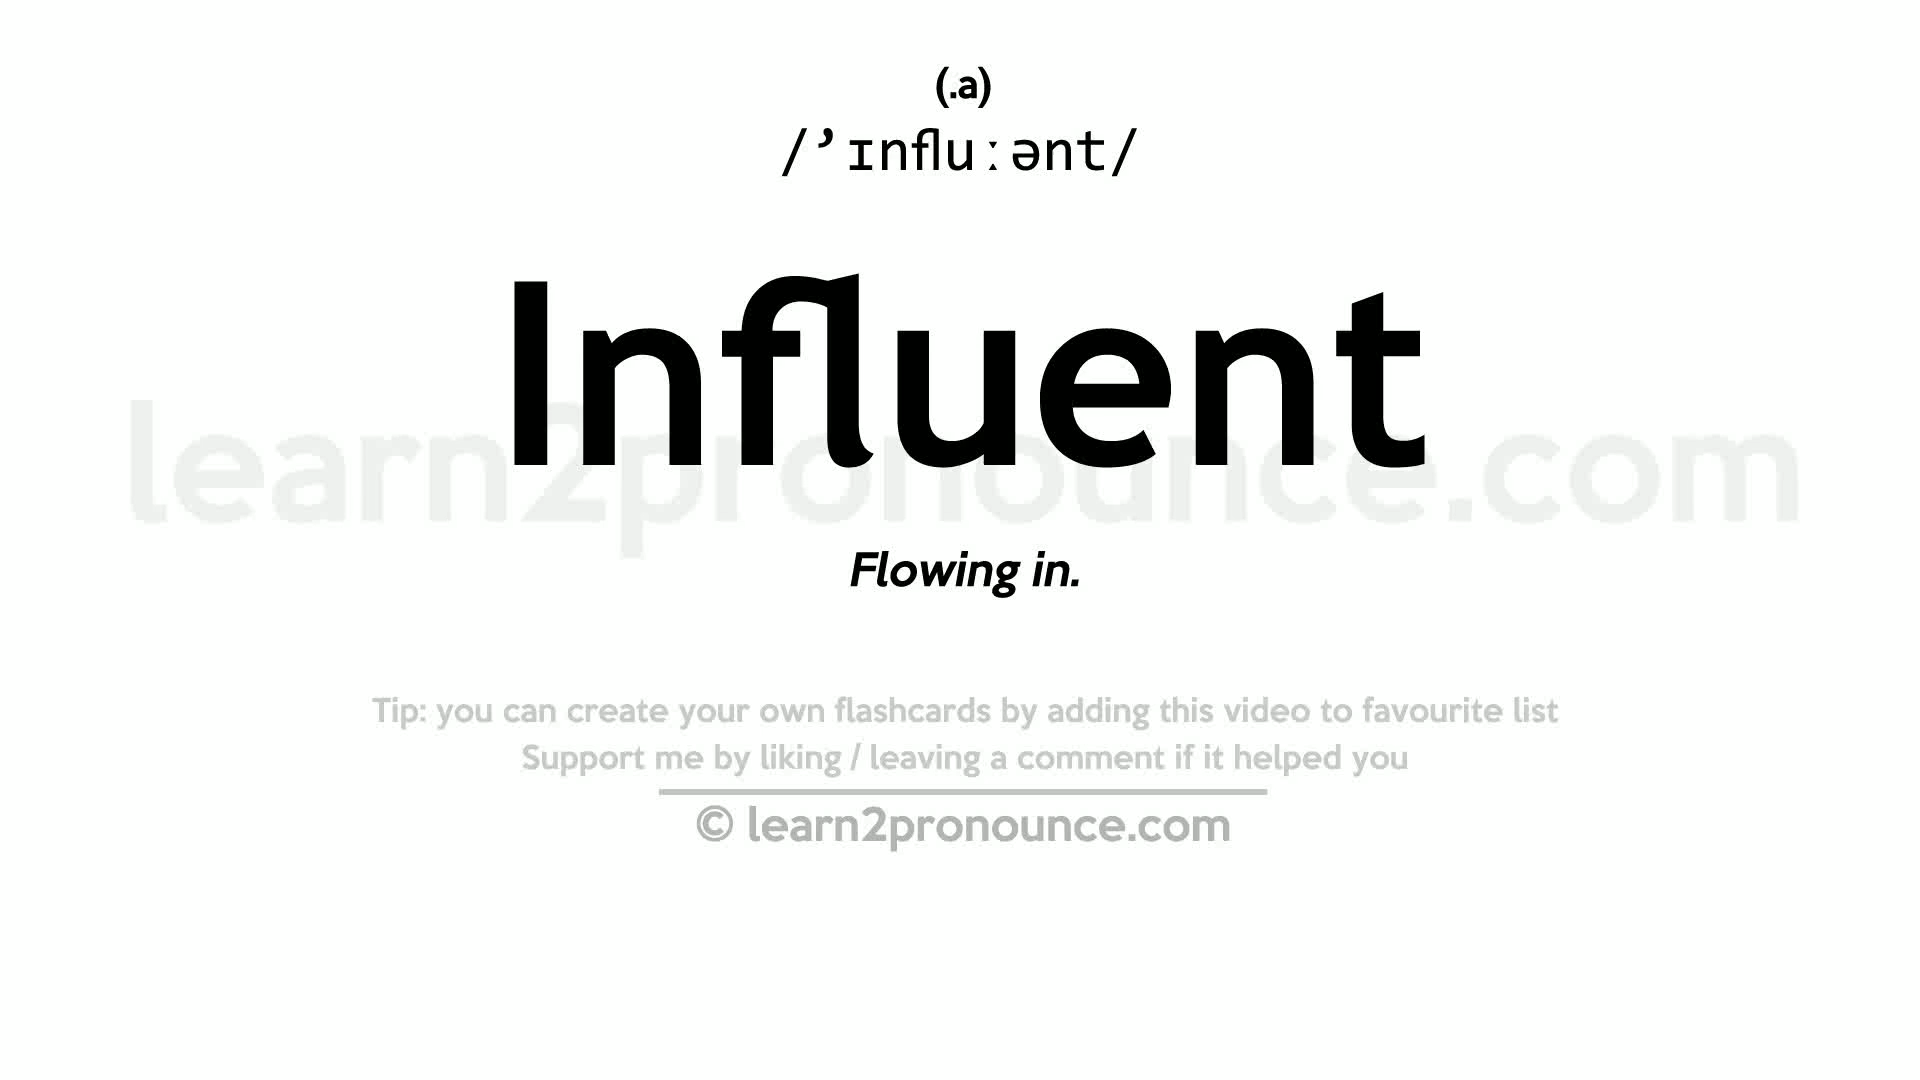 (.a)
/’ɪnfluːənt/
Influent
learn2pronounce.com
Flowing in.
Tip: you can create your own flashcards by adding this video to favourite list
Support me by liking / leaving a comment if it helped you
© learn2pronounce.com